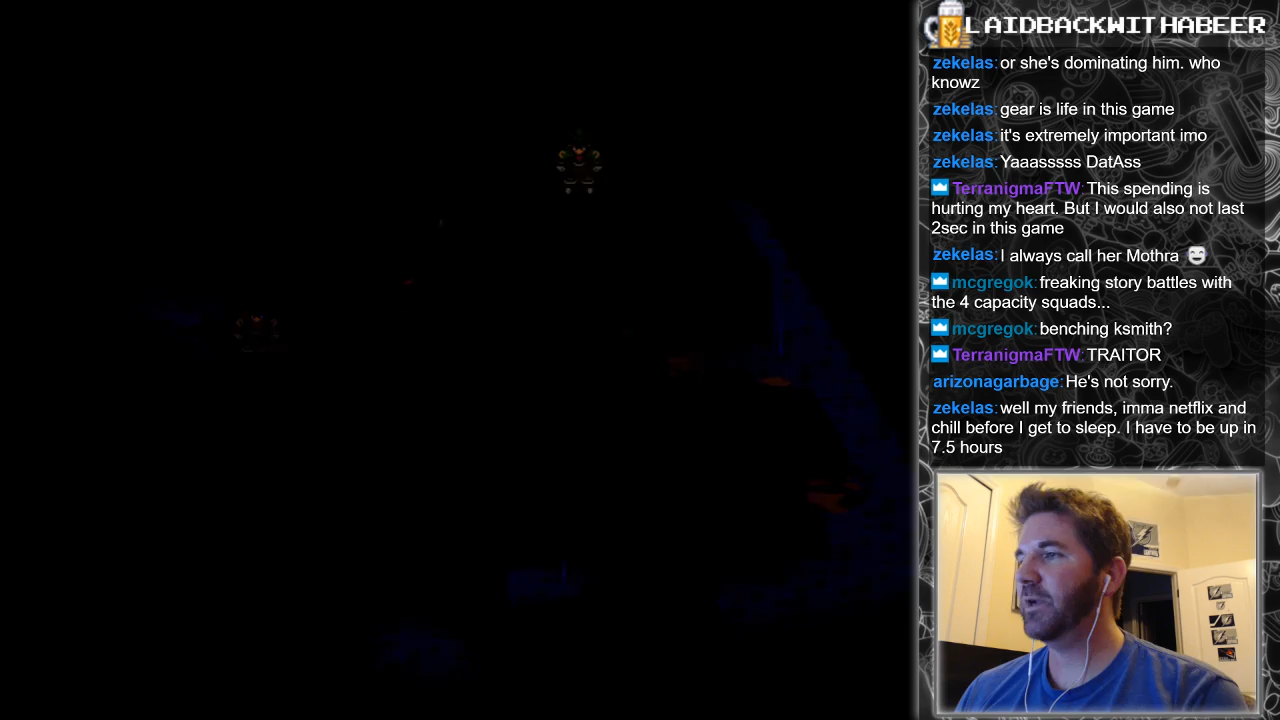 LAIDBACKWITHABEER
zekelas: or she's dominating him. who
knowz
zekelas: gear is life in this game
zekelas: it's extremely important imo
zekelas: Yaaasssss DatAss
TerranigmaFTW: This spending is
hurting my heart. But I would also not last
2sec in this game
zekelas: I always call her Mothra
mcgregok: freaking story battles with
the 4 capacity squads...
mcgregok: benching ksmith?
TerranigmaFTW: TRAITOR
arizonagarbage: He's not sorry.
zekelas: well my friends, imma netflix and
chill before I get to sleep. I have to be up in
7.5 hours